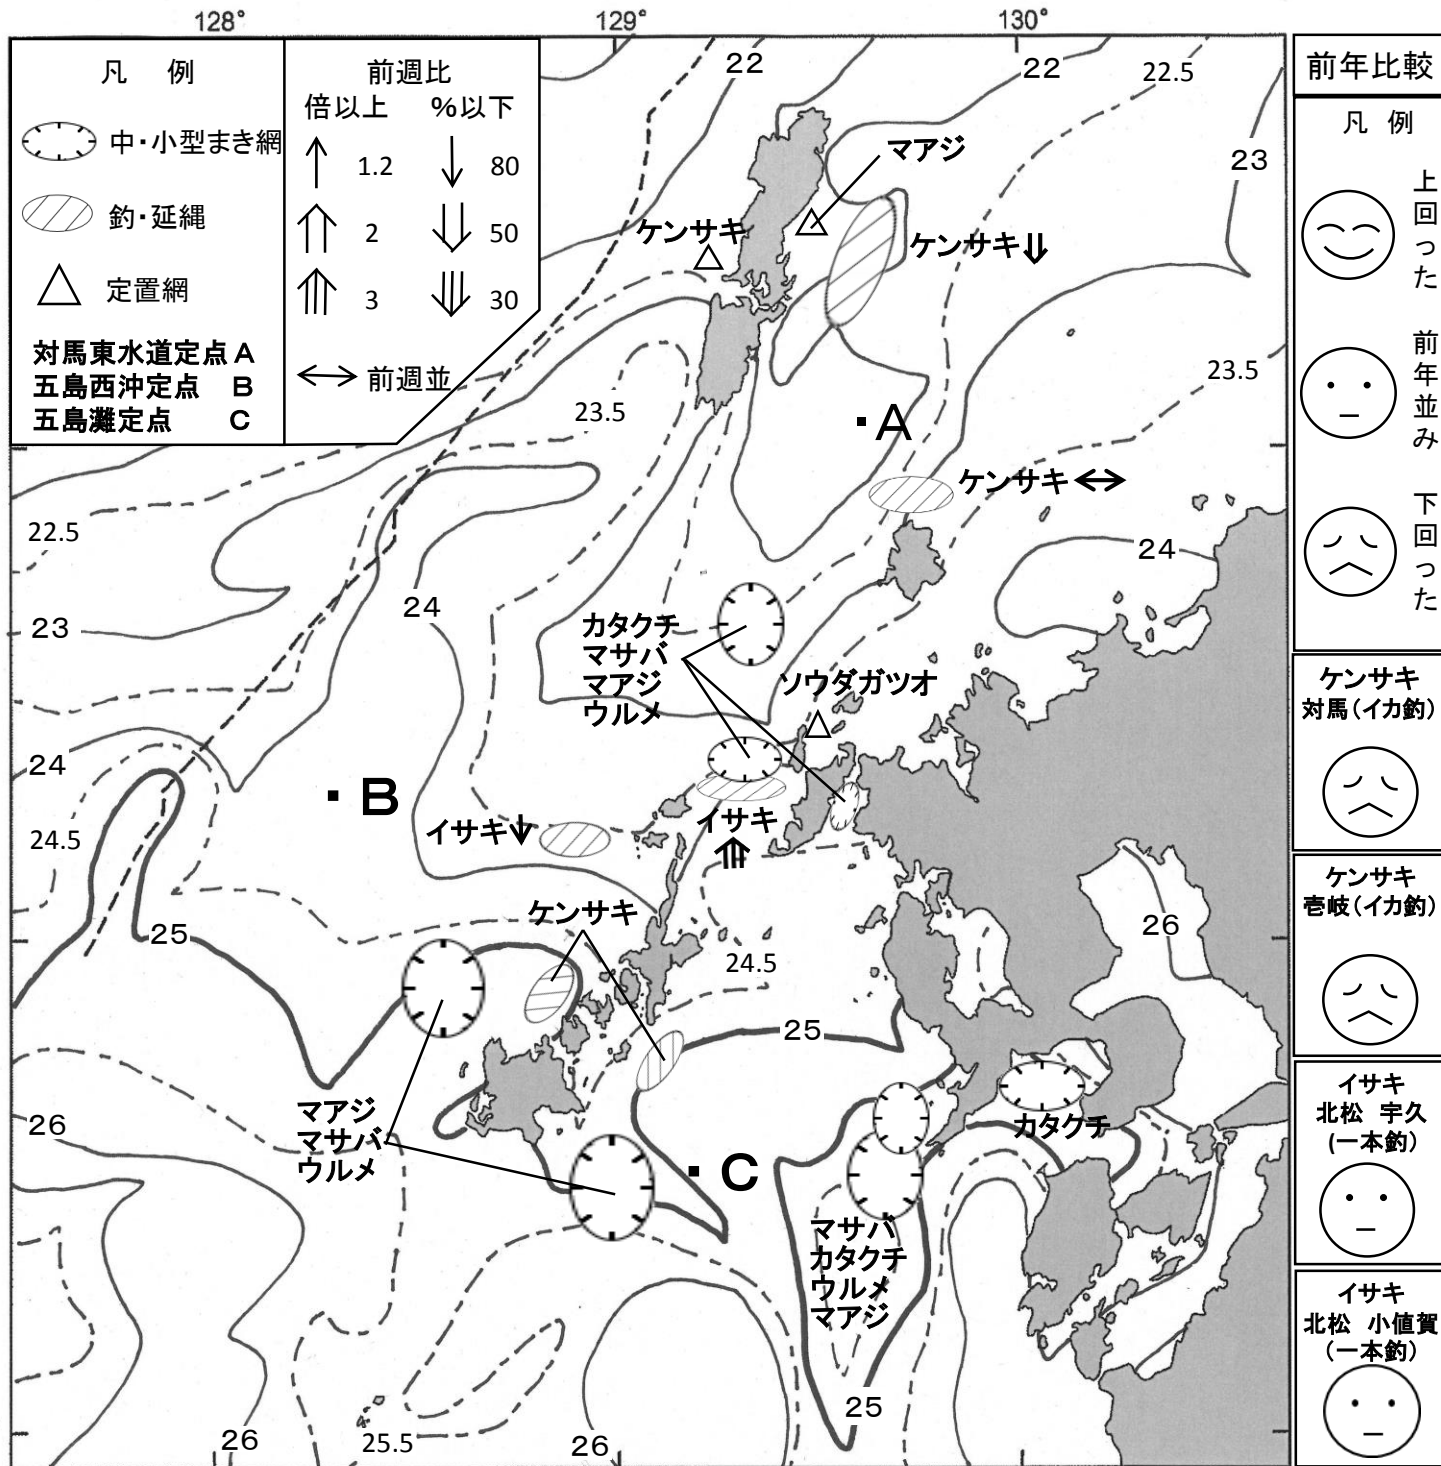 128°
129°
130°
凡 例
中・小型まき網
釣・延縄
定置網
対馬東水道定点 A
五島西沖定点 B
五島灘定点 C
前週比
倍以上 %以下
1.2 80
2 50
3 30
前週並
22
22
22.5
23
マアジ
ケンサキ
ケンサキ
23.5
23.5
A
ケンサキ
22.5
24
24
23
カタクチ
マサバ
マアジ
ウルメ
ソウダガツオ
24
B
24.5
イサキ
イサキ
ケンサキ
25
24.5
26
25
26
マアジ
マサバ
ウルメ
カタクチ
C
マサバ
カタクチ
ウルメ
マアジ
25
26
25.5
26
前年比較
凡 例
上回った
前年並み
下回った
ケンサキ
対馬(イカ釣)
ケンサキ
壱岐(イカ釣)
イサキ
北松 宇久
(一本釣)
イサキ
北松 小値賀
(一本釣)